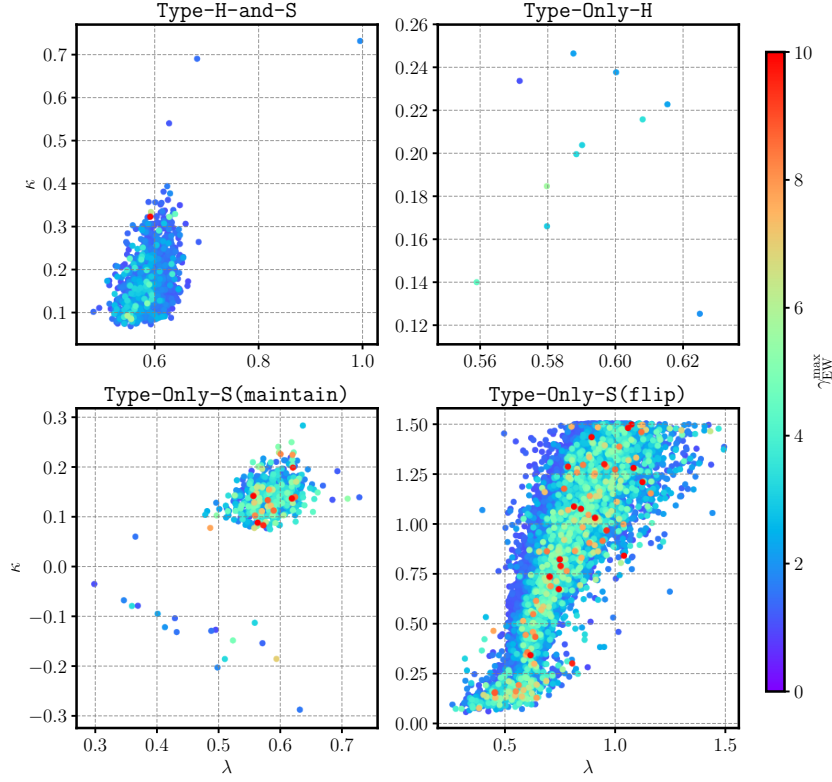 Type-H-and-S
Type-Only-H
0.7
0.6
0.5
0.4
0.3
0.2
0.1
κ
0.6 0.8 1.0
0.26
0.24
0.22
0.20
0.18
0.16
0.14
0.12
0.56 0.58 0.60 0.62
Type-Only-S(maintain)
Type-Only-S(flip)
0.3
0.2
0.1
0.0
−0.1
−0.2
−0.3
κ
0.3 0.4 0.5 0.6 0.7
λ
1.50
1.25
1.00
0.75
0.50
0.25
0.00
0.5 1.0 1.5
λ
10
8
6
4
2
0
γ_EW^max